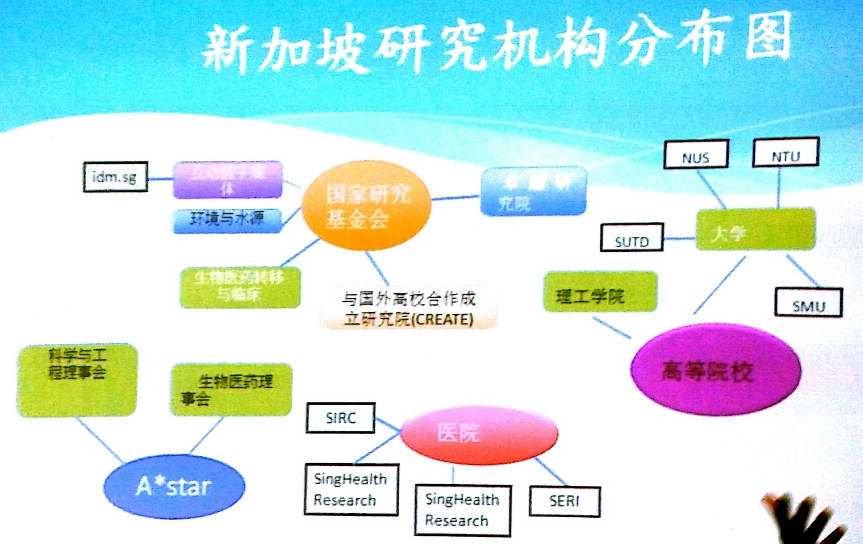 新加坡研究机构分布图
NUS
NTU
idm.sg
互动数字媒
体
国家研究
基金会
卓越研
究院
环境与水源
大学
SUTD
生物医药转移
与临床
与国外高校合作成
立研究院(CREATE)
理工学院
SMU
科学与工
程理事会
生物医药理
事会
高等院校
SIRC
医院
A*star
SingHealth
Research
SingHealth
Research
SERI